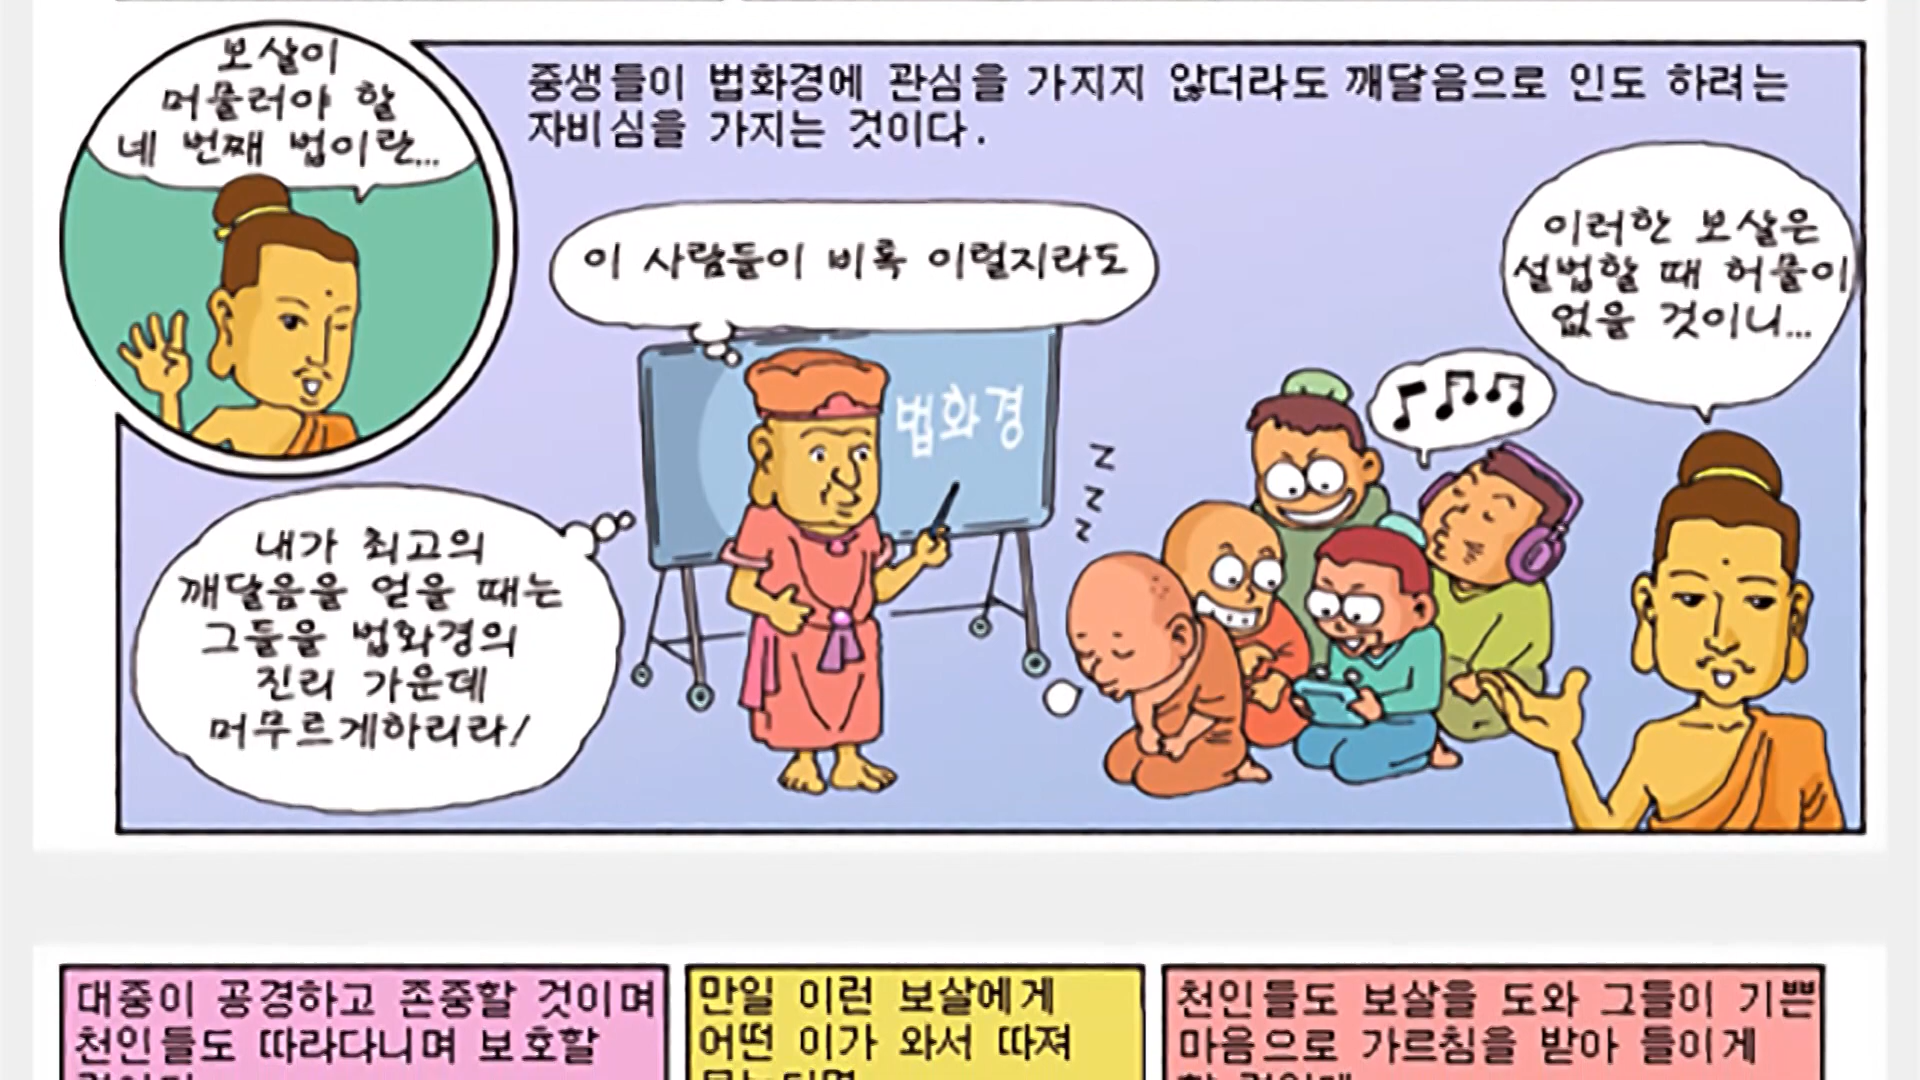 보살이
머물러야 할
네 번째 법이란...
중생들이 법화경에 관심을 가지지 않더라도 깨달음으로 인도 하려는
자비심을 가지는 것이다.
이 사람들이 비록 이럴지라도
이러한 보살은
설법할 때 허물이
없을 것이니...
법화경
z
z
z
내가 최고의
깨달음을 얻을 때는
그들을 법화경의
진리 가운데
머무르게하리라!
대중이 공경하고 존중할 것이며
천인들도 따라다니며 보호할
만일 이런 보살에게
어떤 이가 와서 따져
천인들도 보살을 도와 그들이 기쁜
마음으로 가르침을 받아 들이게